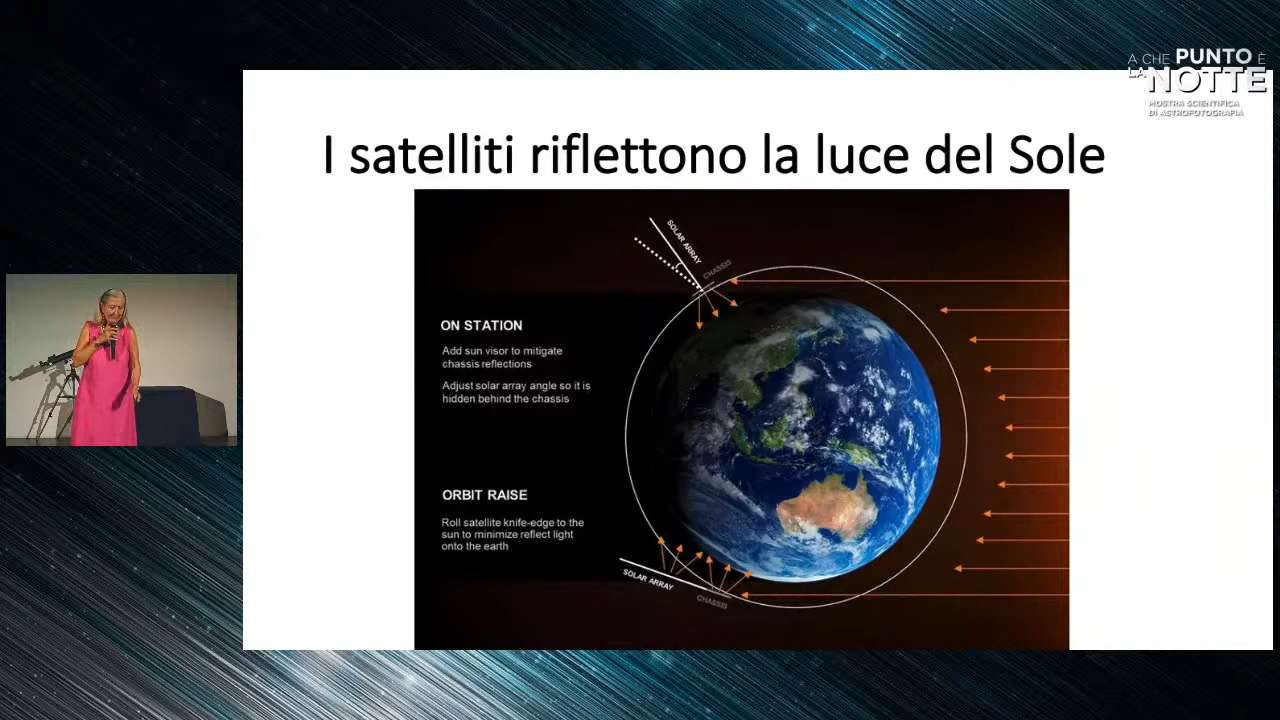 A CHE PUNTO È
LA NOTTE
MOSTRA SCIENTIFICA
DI ASTROFOTOGRAFIA
I satelliti riflettono la luce del Sole
SOLAR ARRAY
CHASSIS
ON STATION
Add sun visor to mitigate
chassis reflections
Adjust solar array angle so it is
hidden behind the chassis
ORBIT RAISE
Roll satellite knife-edge to the
sun to minimize reflect light
onto the earth
SOLAR ARRAY
CHASSIS